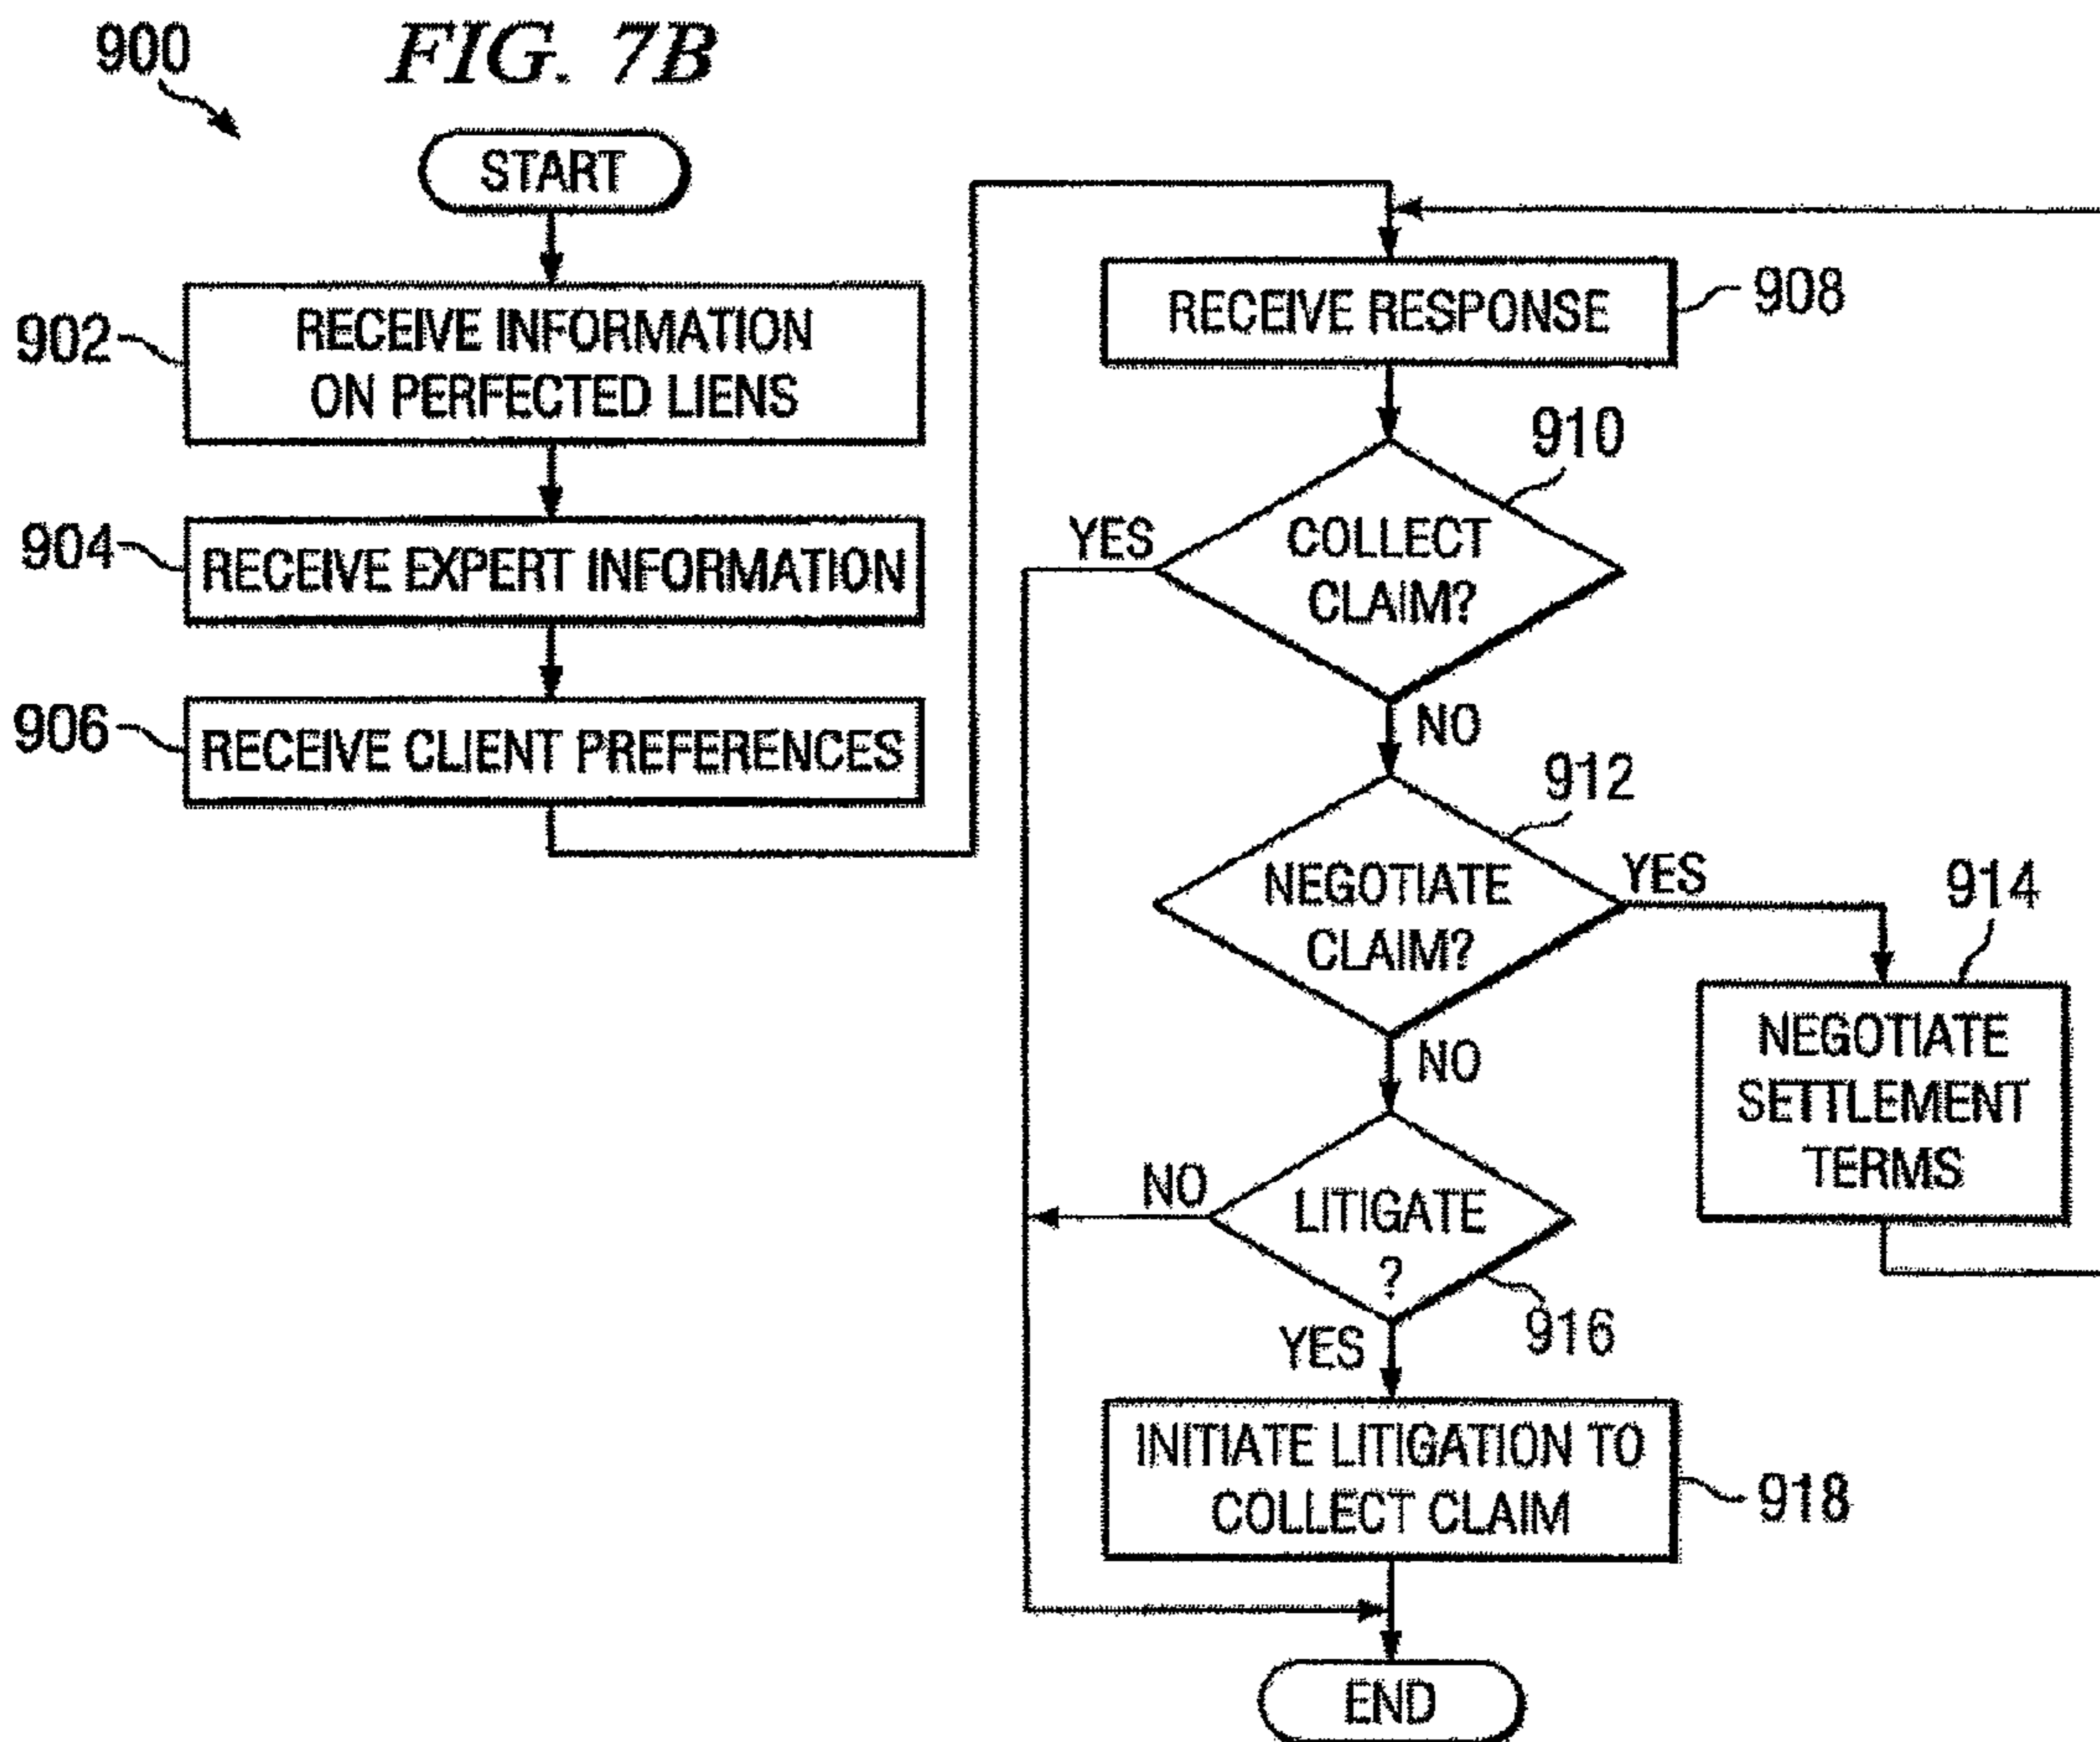 900
FIG. 7B
START
902
RECEIVE INFORMATION
ON PERFECTED LIENS
904
RECEIVE EXPERT INFORMATION
906
RECEIVE CLIENT PREFERENCES
RECEIVE RESPONSE
908
910
YES
COLLECT
CLAIM?
NO
912
NEGOTIATE
CLAIM?
YES
914
NEGOTIATE
SETTLEMENT
TERMS
NO
NO
LITIGATE
?
916
YES
INITIATE LITIGATION TO
COLLECT CLAIM
918
END